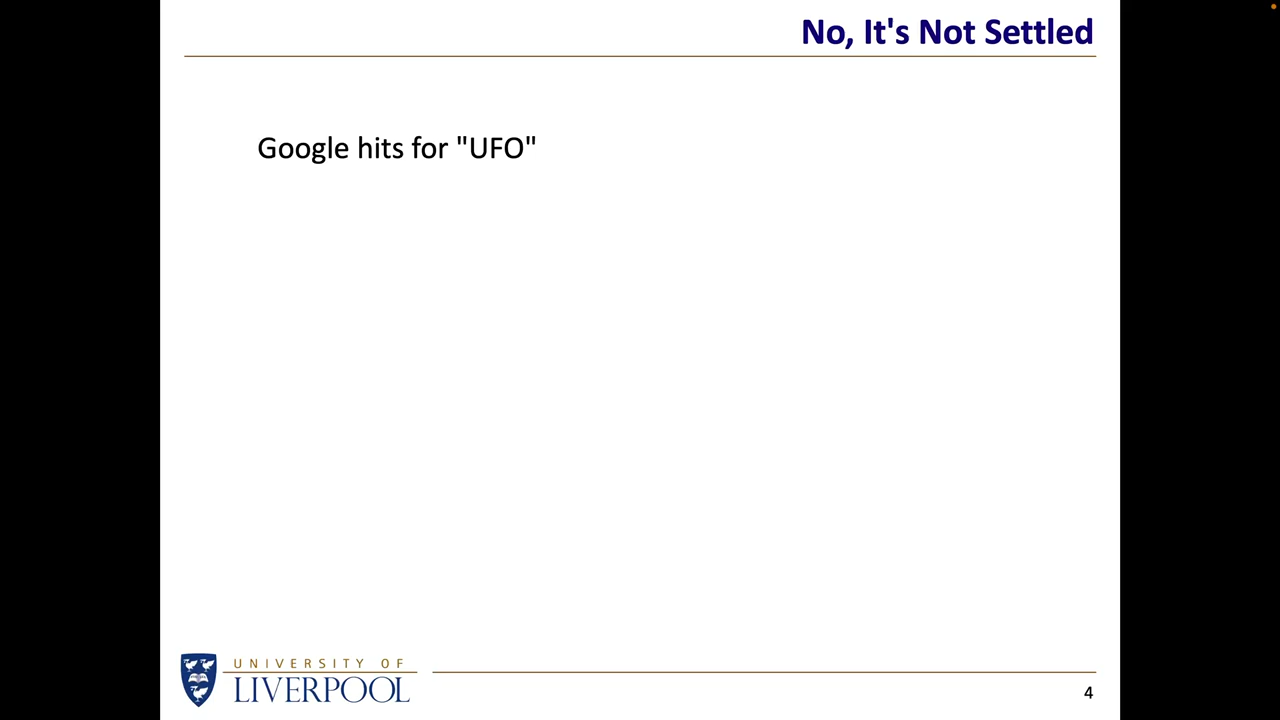 No, It's Not Settled
Google hits for "UFO"
UNIVERSITY OF
LIVERPOOL
4